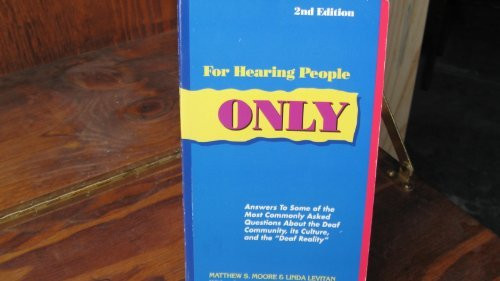 2nd Edition
For Hearing People
ONLY
Answers To Some of the
Most Commonly Asked
Questions About the Deaf
Community, its Culture,
and the "Deaf Reality"
MATTHEW S. MOORE & LINDA LEVITAN